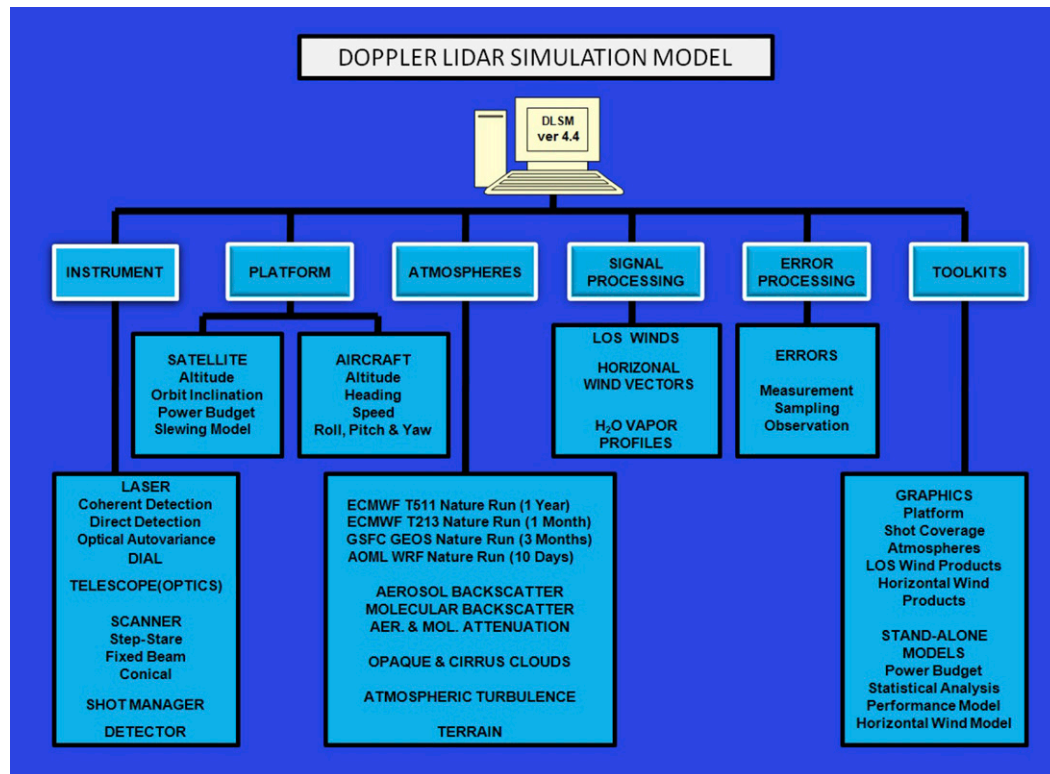 DOPPLER LIDAR SIMULATION MODEL
DLSM
ver 4.4
INSTRUMENT
PLATFORM
ATMOSPHERES
SIGNAL
PROCESSING
ERROR
PROCESSING
TOOLKITS
SATELLITE
Altitude
Orbit Inclination
Power Budget
Slewing Model
AIRCRAFT
Altitude
Heading
Speed
Roll, Pitch & Yaw
LOS WINDS
HORIZONAL
WIND VECTORS
H₂O VAPOR
PROFILES
ERRORS
Measurement
Sampling
Observation
LASER
Coherent Detection
Direct Detection
Optical Autovariance
DIAL
TELESCOPE(OPTICS)
SCANNER
Step-Stare
Fixed Beam
Conical
SHOT MANAGER
DETECTOR
ECMWF T511 Nature Run (1 Year)
ECMWF T213 Nature Run (1 Month)
GSFC GEOS Nature Run (3 Months)
AOML WRF Nature Run (10 Days)
AEROSOL BACKSCATTER
MOLECULAR BACKSCATTER
AER. & MOL. ATTENUATION
OPAQUE & CIRRUS CLOUDS
ATMOSPHERIC TURBULENCE
TERRAIN
GRAPHICS
Platform
Shot Coverage
Atmospheres
LOS Wind Products
Horizontal Wind
Products
STAND-ALONE
MODELS
Power Budget
Statistical Analysis
Performance Model
Horizontal Wind Model